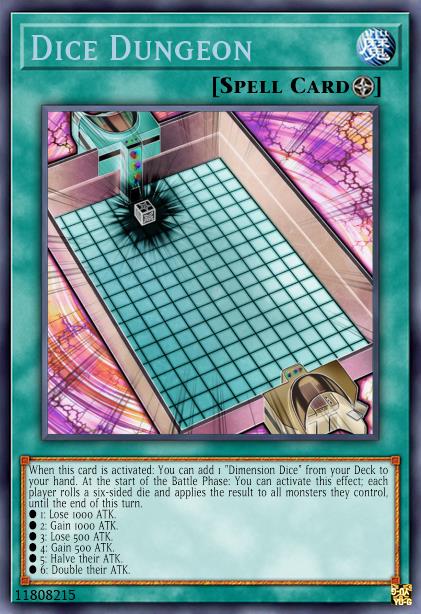 DICE DUNGEON
[SPELL CARD]
When this card is activated: You can add 1 "Dimension Dice" from your Deck to
your hand. At the start of the Battle Phase: You can activate this effect; each
player rolls a six-sided die and applies the result to all monsters they control,
until the end of this turn.
● 1: Lose 1000 ATK.
● 2: Gain 1000 ATK.
● 3: Lose 500 ATK.
● 4: Gain 500 ATK.
● 5: Halve their ATK.
● 6: Double their ATK.
11808215